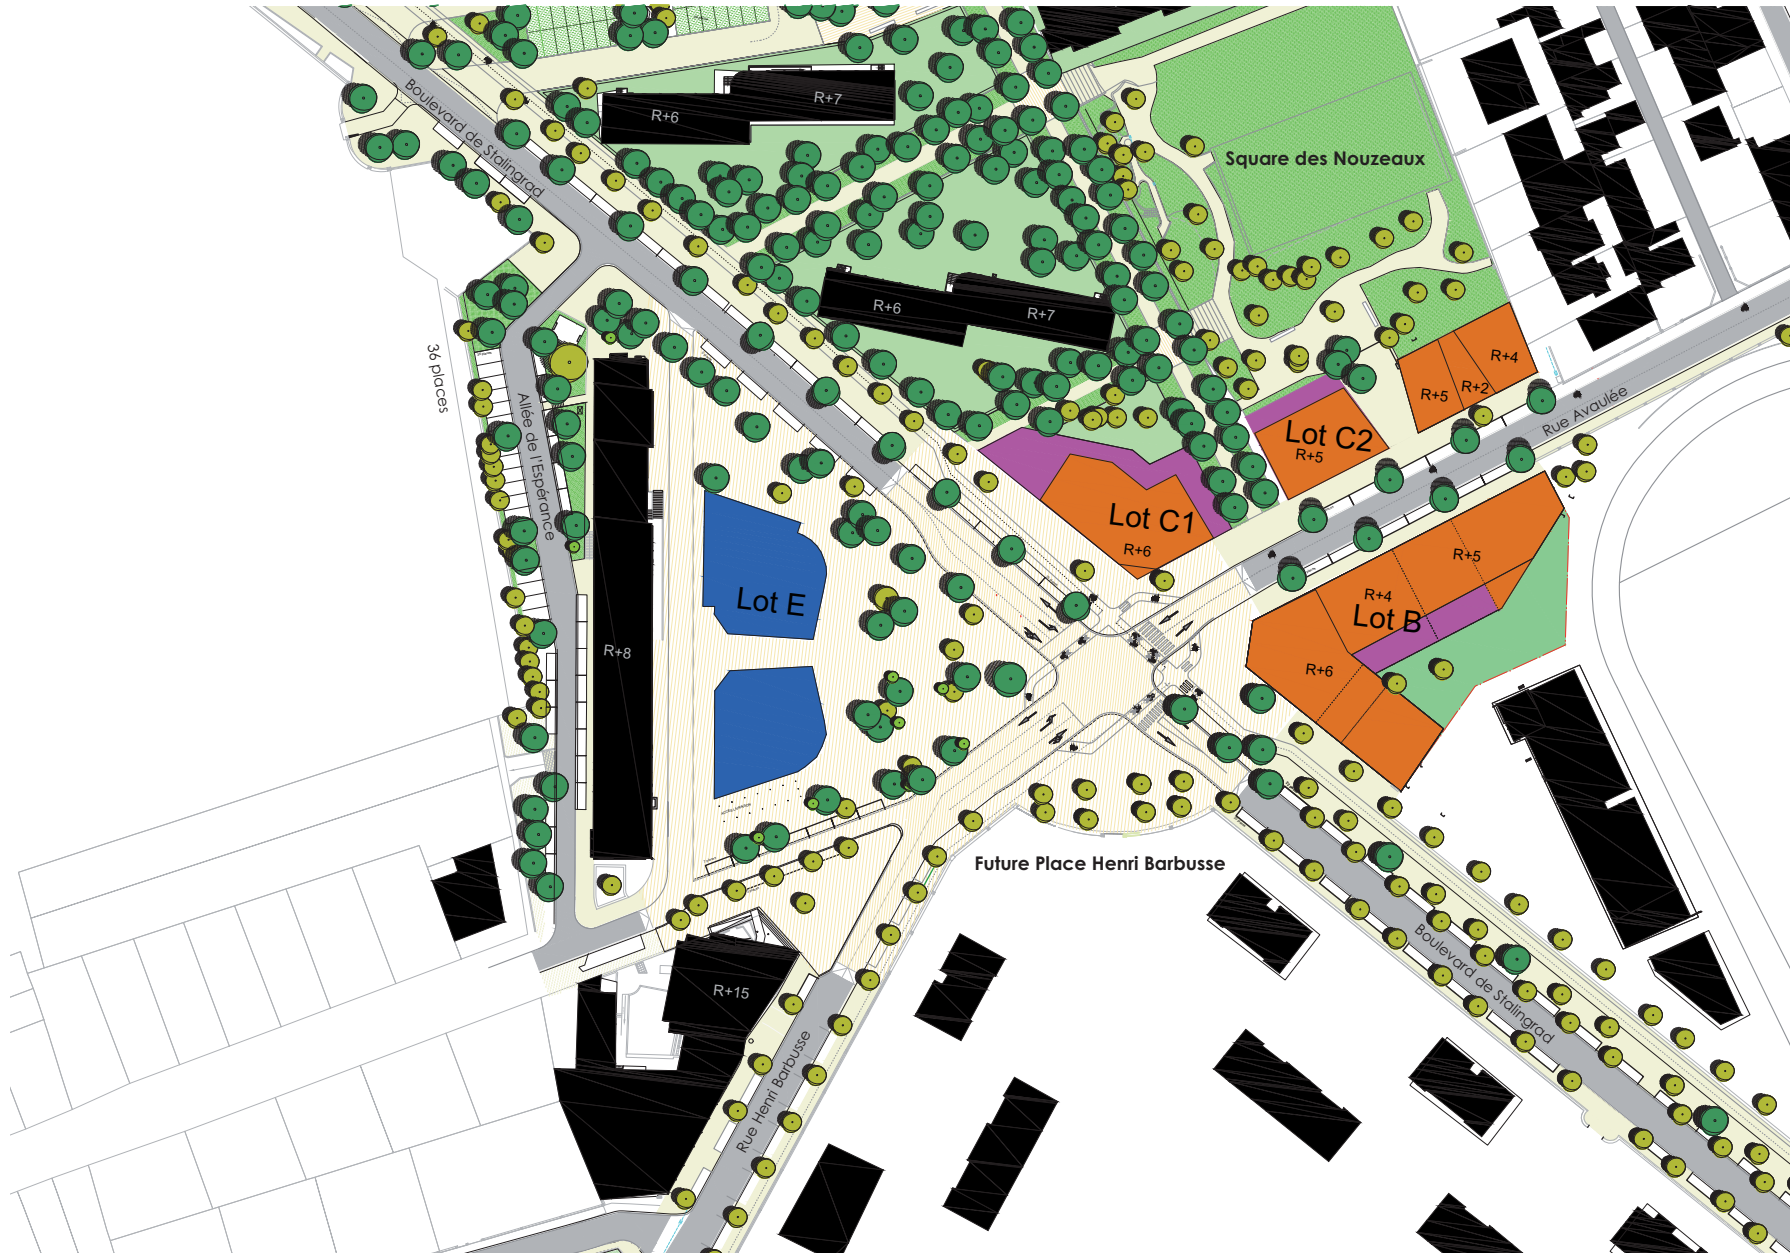 Boulevard de Stalingrad
R+6
R+7
Square des Nouzeaux
R+6
R+7
36 places
Allée de l'Espérance
R+4
R+2
R+5
Rue Avaulée
Lot C2
R+5
Lot C1
R+6
R+5
R+4
Lot B
R+6
Lot E
R+8
Future Place Henri Barbusse
R+15
Rue Henri Barbusse
Boulevard de Stalingrad